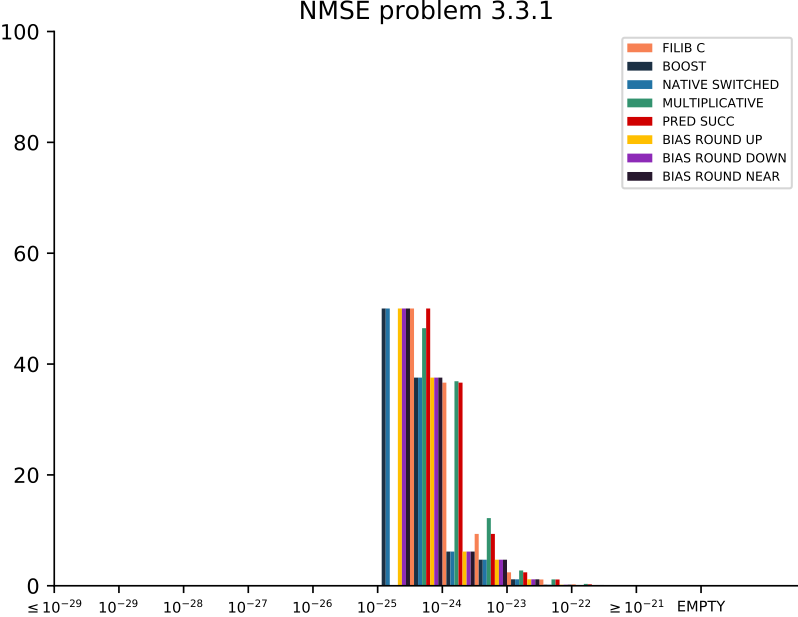 NMSE problem 3.3.1
100
80
60
40
20
0
FILIB C
BOOST
NATIVE SWITCHED
MULTIPLICATIVE
PRED SUCC
BIAS ROUND UP
BIAS ROUND DOWN
BIAS ROUND NEAR
≤10⁻²⁹ 10⁻²⁹ 10⁻²⁸ 10⁻²⁷ 10⁻²⁶ 10⁻²⁵ 10⁻²⁴ 10⁻²³ 10⁻²² ≥10⁻²¹ EMPTY